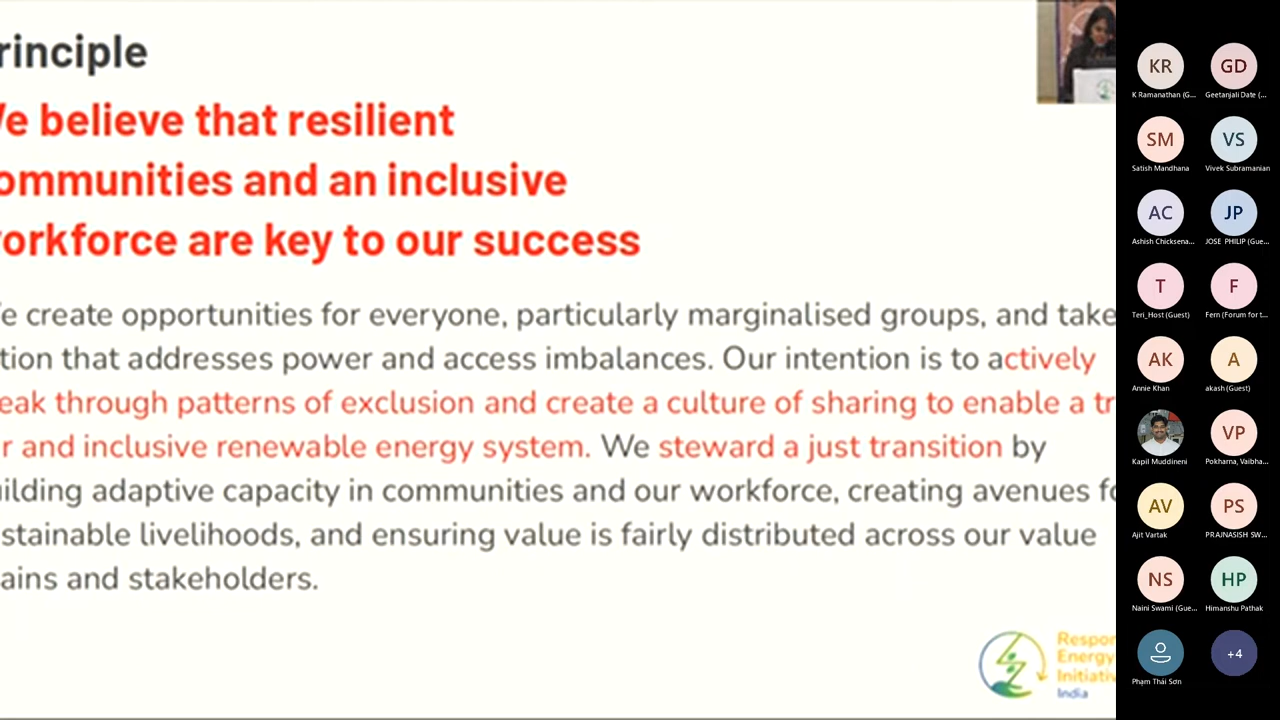 rinciple
e believe that resilient
ommunities and an inclusive
orkforce are key to our success
e create opportunities for everyone, particularly marginalised groups, and take
tion that addresses power and access imbalances. Our intention is to actively
eak through patterns of exclusion and create a culture of sharing to enable a tr
r and inclusive renewable energy system. We steward a just transition by
ilding adaptive capacity in communities and our workforce, creating avenues fo
stainable livelihoods, and ensuring value is fairly distributed across our value
ains and stakeholders.
Respon
Energy
Initiativ
India
KR
GD
K Ramanathan (G...
Geetanjali Date (...
SM
VS
Satish Mandhana
Vivek Subramanian
AC
JP
Ashish Chicksena...
JOSE PHILIP (Gue...
T
F
Teri_Host (Guest)
Fern (Forum for t...
AK
A
Annie Khan
akash (Guest)
VP
Kapil Muddineni
Pokharna, Vaibha...
AV
PS
Ajit Vartak
PRAJNASISH SW...
NS
HP
Naini Swami (Gue...
Himanshu Pathak
+4
Phạm Thái Sơn